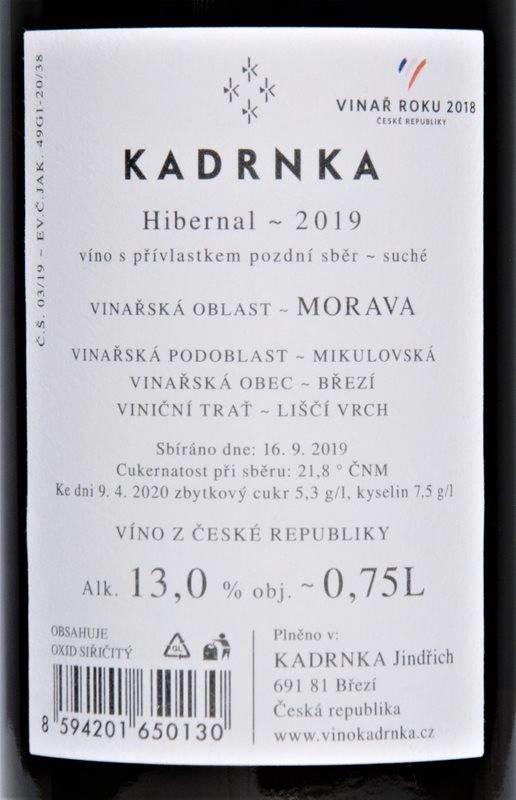 VINAŘ ROKU 2018
ČESKÉ REPUBLIKY
KADRNKA
Hibernal ~ 2019
víno s přívlastkem pozdní sběr ~ suché
VINAŘSKÁ OBLAST ~ MORAVA
VINAŘSKÁ PODOBLAST ~ MIKULOVSKÁ
VINAŘSKÁ OBEC ~ BŘEZÍ
VINIČNÍ TRAŤ ~ LIŠČÍ VRCH
Sbíráno dne: 16. 9. 2019
Cukernatost při sběru: 21,8 ° ČNM
Ke dni 9. 4. 2020 zbytkový cukr 5,3 g/l, kyselin 7,5 g/l
VÍNO Z ČESKÉ REPUBLIKY
Alk. 13,0 % obj. ~ 0,75L
OBSAHUJE
OXID SIŘIČITÝ
GL
8 594201 650130
Plněno v:
KADRNKA Jindřich
691 81 Březí
Česká republika
www.vinokadrnka.cz
Č.Š. 03/19 ~ EV.Č.JAK. 49G1-20/38